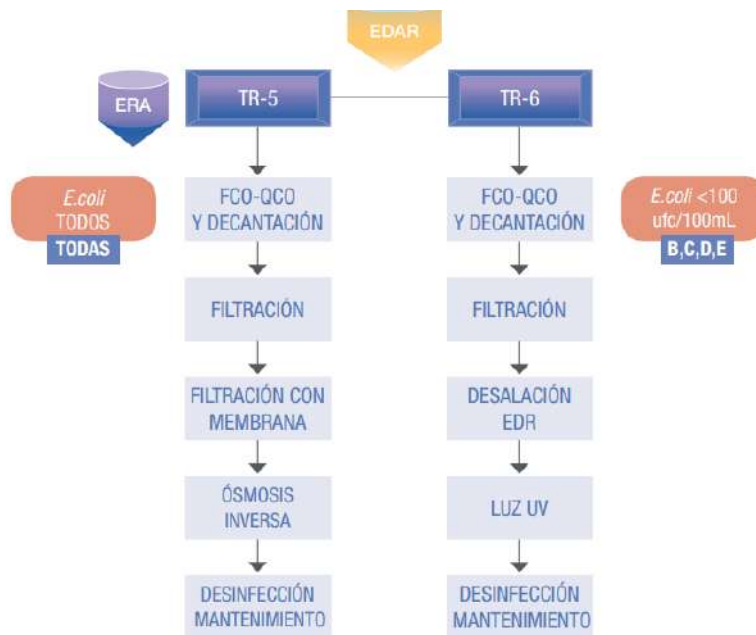 EDAR
ERA
TR-5
TR-6
E.coli
TODOS
TODAS
FCO-QCO
Y DECANTACIÓN
FCO-QCO
Y DECANTACIÓN
E.coli <100
ufc/100mL
B,C,D,E
FILTRACIÓN
FILTRACIÓN
FILTRACIÓN CON
MEMBRANA
DESALACIÓN
EDR
ÓSMOSIS
INVERSA
LUZ UV
DESINFECCIÓN
MANTENIMIENTO
DESINFECCIÓN
MANTENIMIENTO